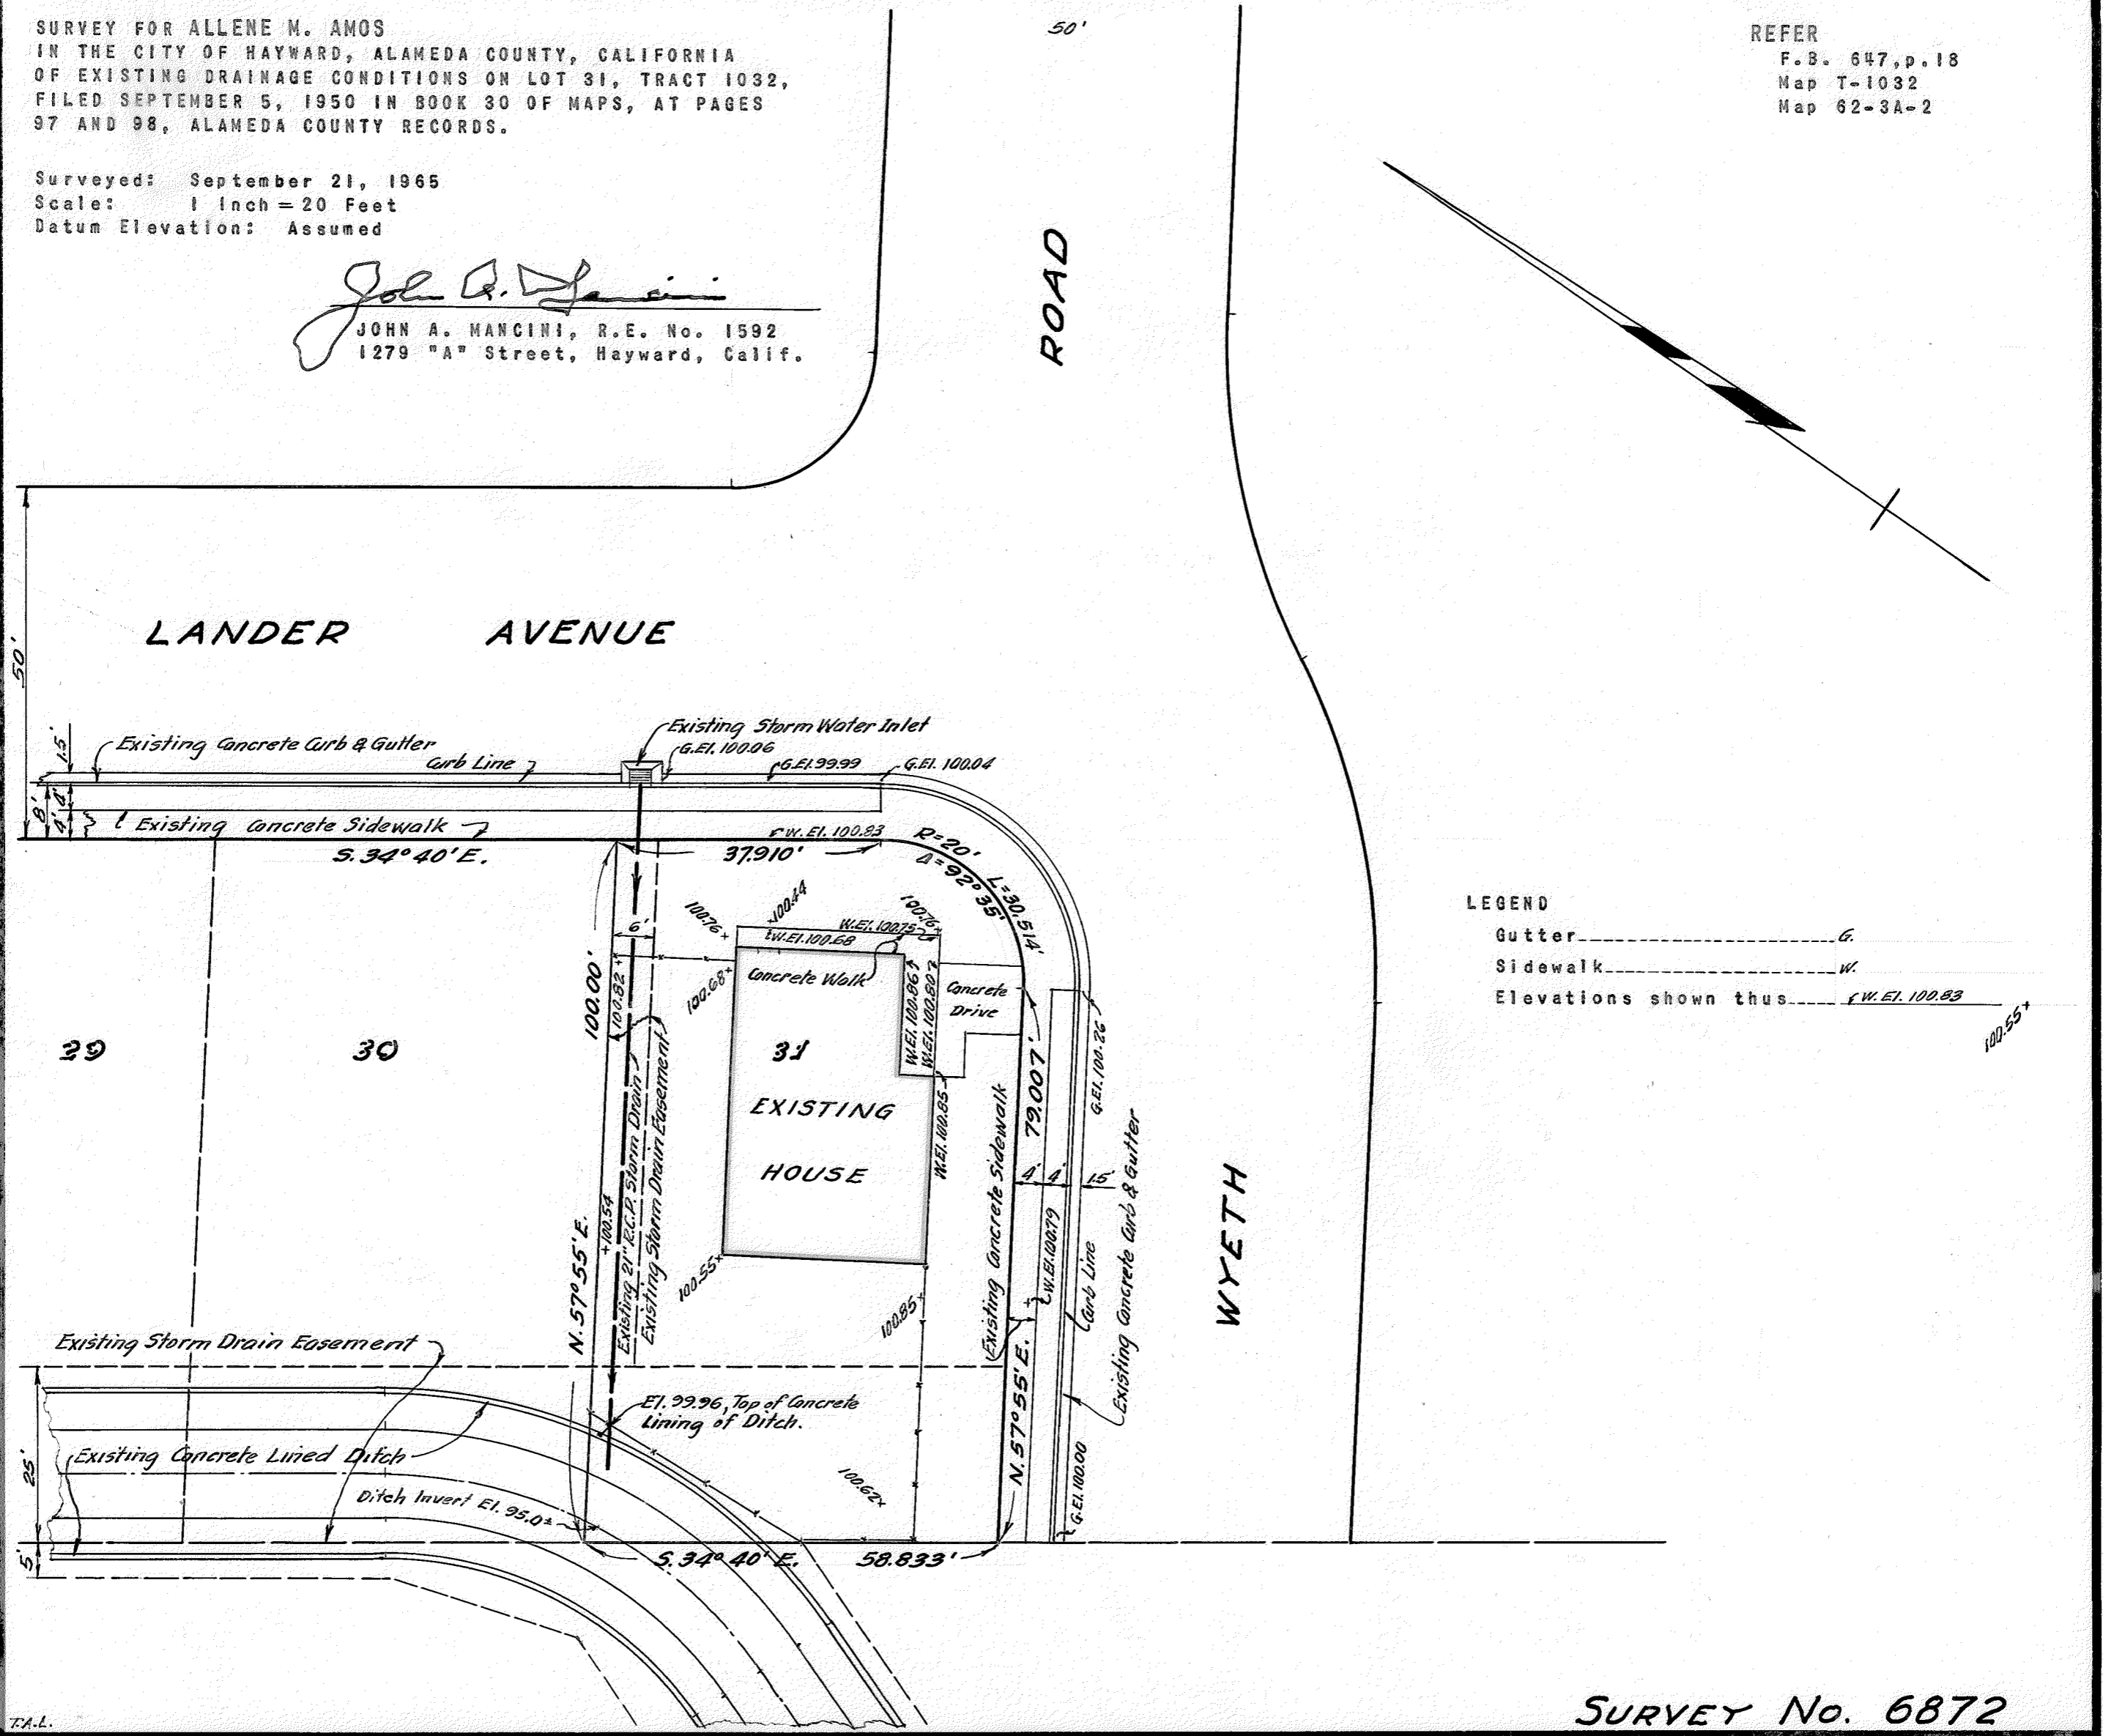 SURVEY FOR ALLENE M. AMOS
IN THE CITY OF HAYWARD, ALAMEDA COUNTY, CALIFORNIA
OF EXISTING DRAINAGE CONDITIONS ON LOT 31, TRACT 1032,
FILED SEPTEMBER 5, 1950 IN BOOK 30 OF MAPS, AT PAGES
97 AND 98, ALAMEDA COUNTY RECORDS.
Surveyed: September 21, 1965
Scale: 1 Inch = 20 Feet
Datum Elevation: Assumed
John A. Mancini
JOHN A. MANCINI, R.E. No. 1592
1279 "A" Street, Hayward, Calif.
50'
REFER
F.B. 647, p.18
Map T-1032
Map 62-3A-2
ROAD
LANDER AVENUE
50'
1.5'
8'
4'
4'
Existing Concrete Curb & Gutter
Curb Line
Existing Storm Water Inlet
G.El. 100.06
G.El. 99.99
G.El. 100.04
Existing Concrete Sidewalk
W.El. 100.83
S. 34° 40' E.
37.910'
R=20'
Δ=92° 35'
L=30.514'
100.76+
+100.44
100.76+
W.El. 100.75
W.El. 100.68
6'
100.82+
100.68+
Concrete Walk
W.El. 100.86
W.El. 100.80
Concrete
Drive
100.00'
29
30
31
EXISTING
HOUSE
W.El. 100.85
79.007'
G.El. 100.26
Existing Concrete Sidewalk
4'
4'
1.5'
W.El. 100.79
Curb Line
Existing Concrete Curb & Gutter
WYETH
N. 57° 55' E.
+100.54
Existing 21" R.C.P. Storm Drain
Existing Storm Drain Easement
100.55+
100.85+
N. 57° 55' E.
G.El. 100.00
Existing Storm Drain Easement
El. 99.96, Top of Concrete
Lining of Ditch.
Existing Concrete Lined Ditch
Ditch Invert El. 95.0±
100.62+
25'
5'
S. 34° 40' E. 58.833'
LEGEND
Gutter G.
Sidewalk W.
Elevations shown thus W. El. 100.83
100.55+
T.A.L.
SURVEY No. 6872